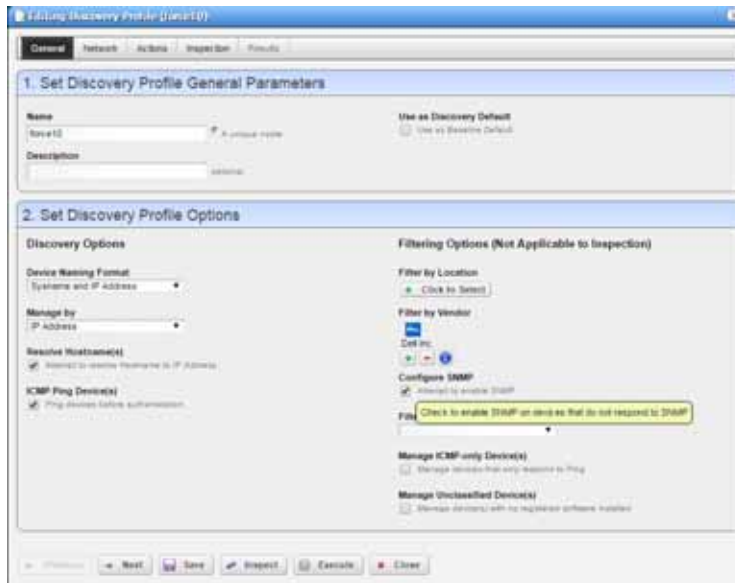 Editing Discovery Profile (force10)
General Network Actions Inspection Results
1. Set Discovery Profile General Parameters
Name
force10
A unique name
Use as Discovery Default
Use as Baseline Default
Description
optional
2. Set Discovery Profile Options
Discovery Options
Device Naming Format
Sysname and IP Address
Manage by
IP Address
Resolve Hostname(s)
Attempt to resolve Hostname to IP Address
ICMP Ping Device(s)
Ping devices before authentication
Filtering Options (Not Applicable to Inspection)
Filter by Location
Click to Select
Filter by Vendor
Dell Inc.
Configure SNMP
Attempt to enable SNMP
Check to enable SNMP on devices that do not respond to SNMP
Manage ICMP-only Device(s)
Manage devices that only respond to Ping
Manage Unclassified Device(s)
Manage device(s) with no registered software installed
Previous Next Save Inspect Execute Close